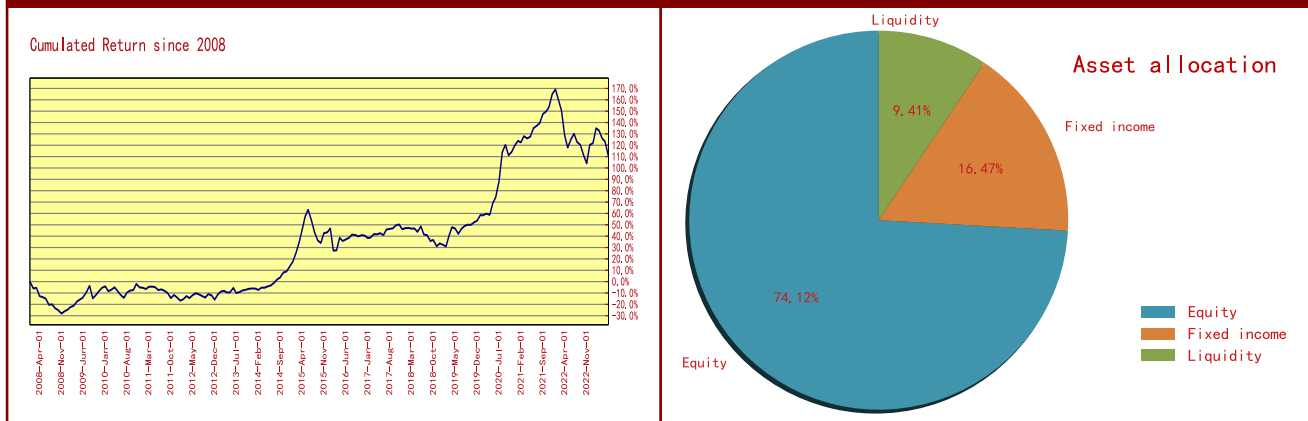 Cumulated Return since 2008
170.0%
160.0%
150.0%
140.0%
130.0%
120.0%
110.0%
100.0%
90.0%
80.0%
70.0%
60.0%
50.0%
40.0%
30.0%
20.0%
10.0%
0.0%
-10.0%
-20.0%
-30.0%
2008-Apr-01
2008-Nov-01
2009-Jun-01
2010-Jan-01
2010-Aug-01
2011-Mar-01
2011-Oct-01
2012-May-01
2012-Dec-01
2013-Jul-01
2014-Feb-01
2014-Sep-01
2015-Apr-01
2015-Nov-01
2016-Jun-01
2017-Jan-01
2017-Aug-01
2018-Mar-01
2018-Oct-01
2019-May-01
2019-Dec-01
2020-Jul-01
2021-Feb-01
2021-Sep-01
2022-Apr-01
2022-Nov-01
Liquidity
Asset allocation
9.41%
Fixed income
16.47%
74.12%
Equity
Equity
Fixed income
Liquidity